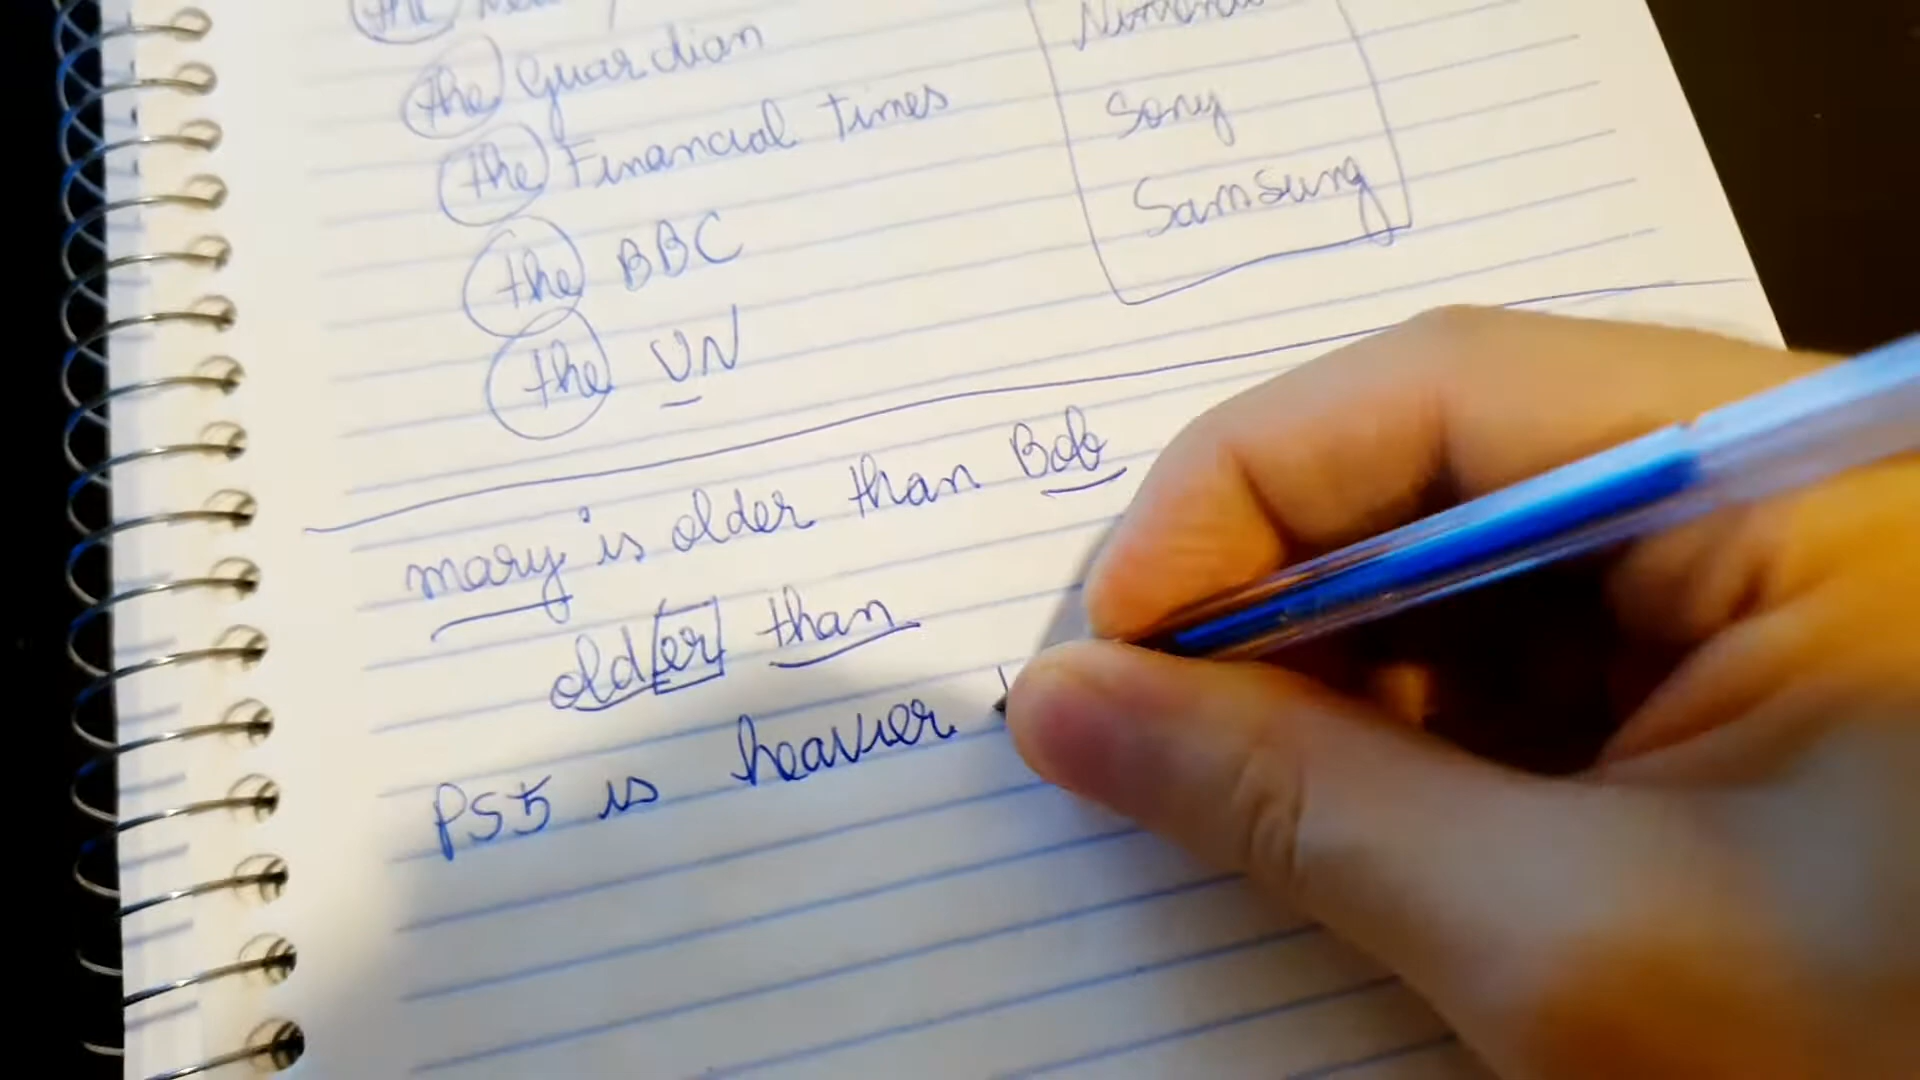 the
the Guardian
the Financial times
the BBC
the UN
Sony
Samsung
mary is older than Bob
older than
PS5 is heavier